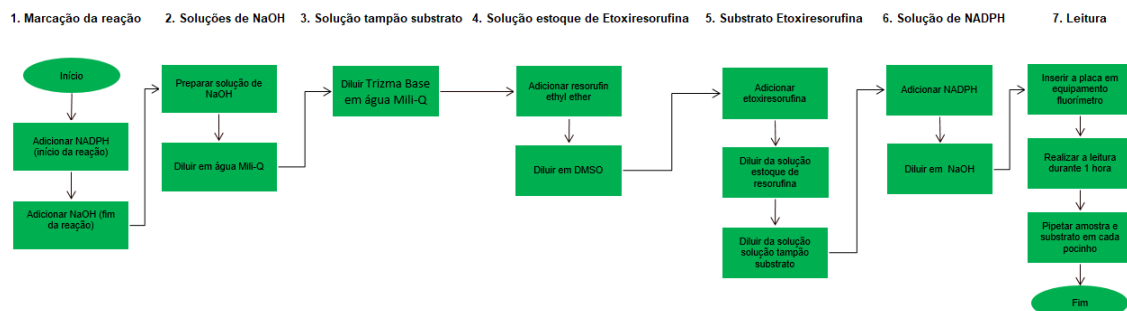 1. Marcação da reação
2. Soluções de NaOH
3. Solução tampão substrato
4. Solução estoque de Etoxiresorufina
5. Substrato Etoxiresorufina
6. Solução de NADPH
7. Leitura
Início
Adicionar NADPH
(início da reação)
Adicionar NaOH (fim
da reação)
Preparar solução de
NaOH
Diluir em água Mili-Q
Diluir Trizma Base
em água Mili-Q
Adicionar resorufin
ethyl ether
Diluir em DMSO
Adicionar
etoxiresorufina
Diluir da solução
estoque de
resorufina
Diluir da solução
solução tampão
substrato
Adicionar NADPH
Diluir em NaOH
Inserir a placa em
equipamento
fluorímetro
Realizar a leitura
durante 1 hora
Pipetar amostra e
substrato em cada
pocinho
Fim